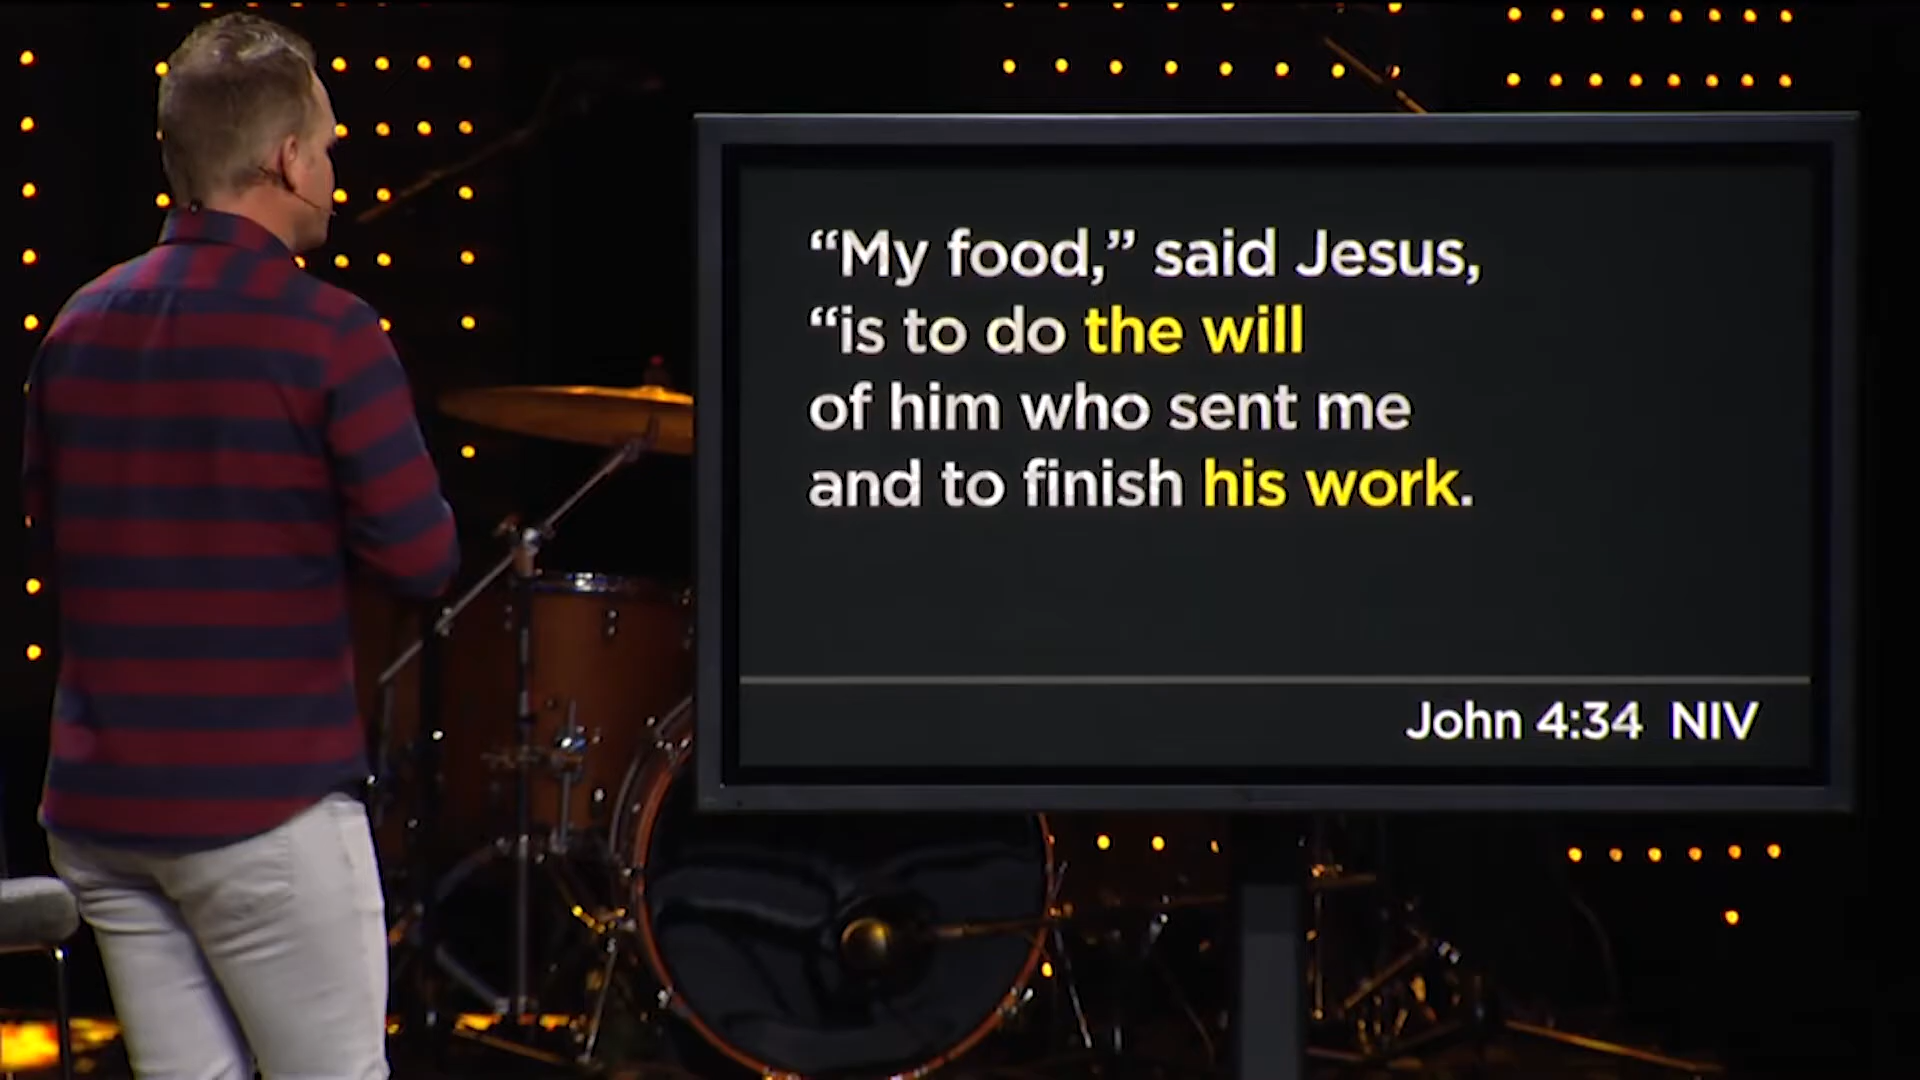 “My food,” said Jesus,
“is to do the will
of him who sent me
and to finish his work.
John 4:34 NIV